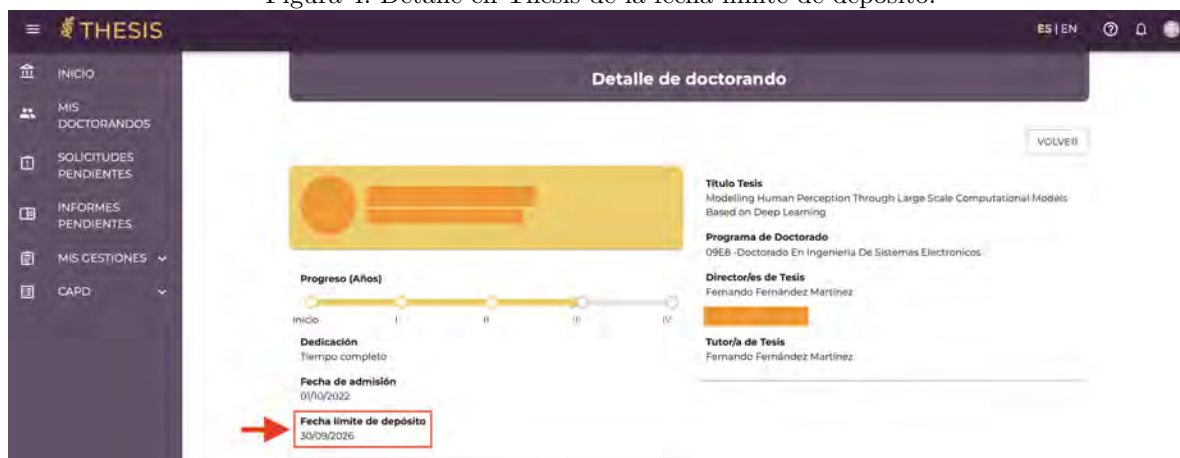 Figura 4: Detalle en Thesis de la fecha límite de depósito.
THESIS
ES | EN
INICIO
MIS
DOCTORANDOS
SOLICITUDES
PENDIENTES
INFORMES
PENDIENTES
MIS GESTIONES
CAPD
Detalle de doctorando
VOLVER
Progreso (Años)
Inicio I II III IV
Dedicación
Tiempo completo
Fecha de admisión
01/10/2022
Fecha límite de depósito
30/09/2026
Título Tesis
Modelling Human Perception Through Large Scale Computational Models
Based on Deep Learning
Programa de Doctorado
09E8 -Doctorado En Ingeniería De Sistemas Electronicos
Director/es de Tesis
Fernando Fernández Martínez
Tutor/a de Tesis
Fernando Fernández Martínez